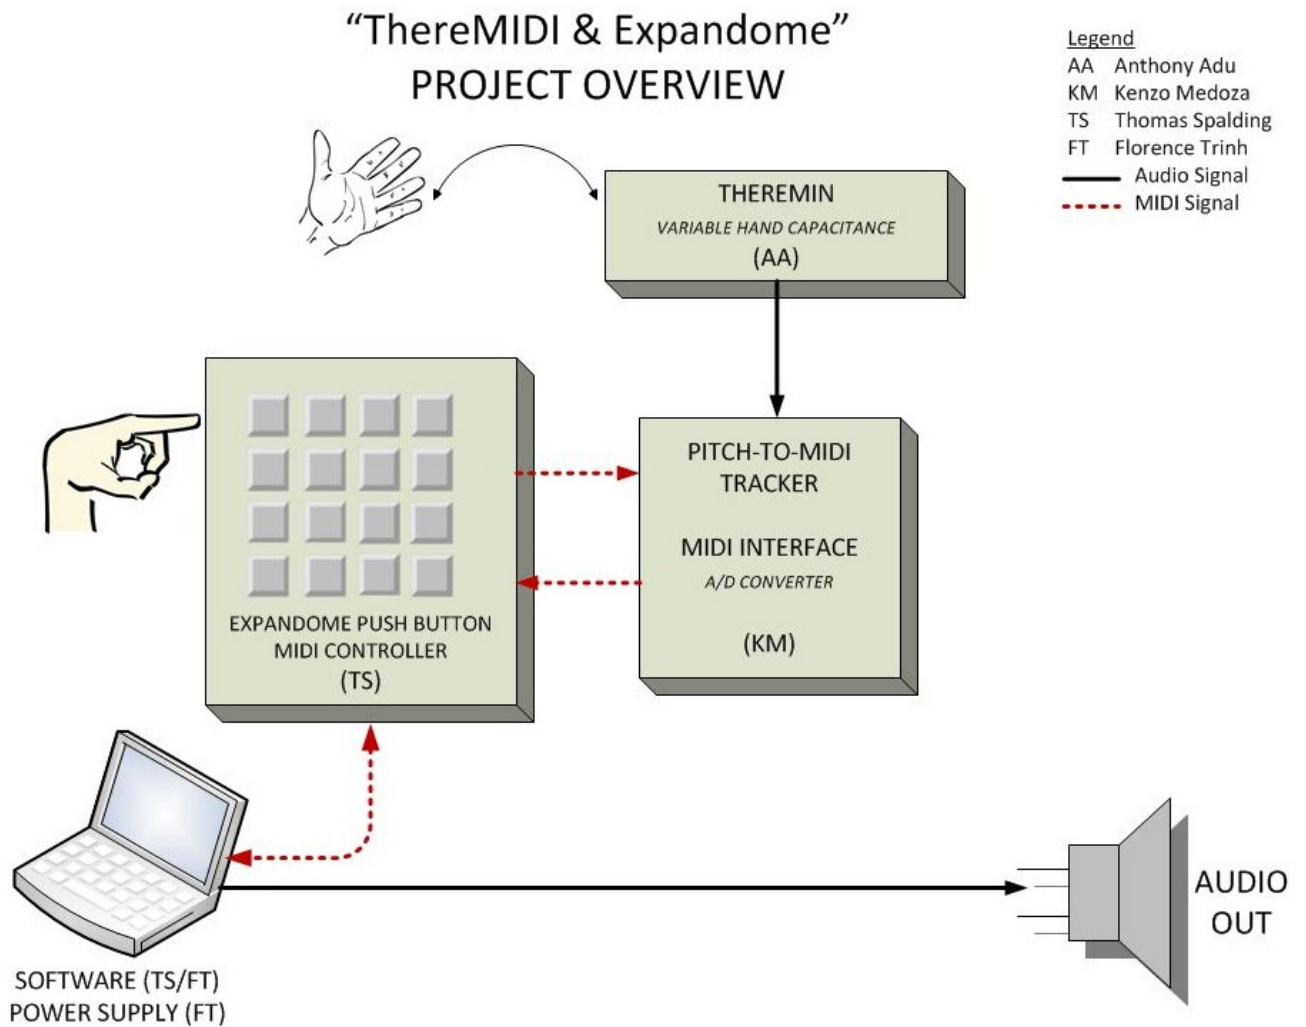 “ThereMIDI & Expandome”
PROJECT OVERVIEW
Legend
AA Anthony Adu
KM Kenzo Medoza
TS Thomas Spalding
FT Florence Trinh
Audio Signal
MIDI Signal
THEREMIN
VARIABLE HAND CAPACITANCE
(AA)
PITCH-TO-MIDI
TRACKER
MIDI INTERFACE
A/D CONVERTER
(KM)
EXPANDOME PUSH BUTTON
MIDI CONTROLLER
(TS)
SOFTWARE (TS/FT)
POWER SUPPLY (FT)
AUDIO
OUT